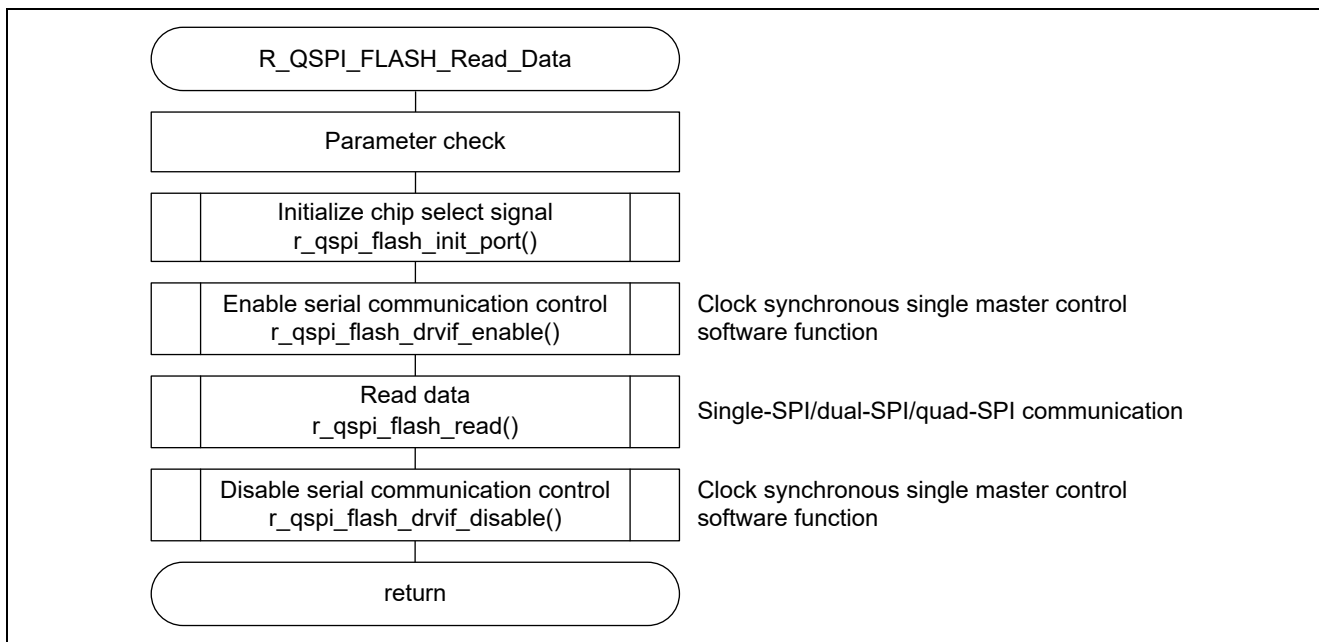 R_QSPI_FLASH_Read_Data
Parameter check
Initialize chip select signal
r_qspi_flash_init_port()
Enable serial communication control
r_qspi_flash_drvif_enable()
Clock synchronous single master control
software function
Read data
r_qspi_flash_read()
Single-SPI/dual-SPI/quad-SPI communication
Disable serial communication control
r_qspi_flash_drvif_disable()
Clock synchronous single master control
software function
return